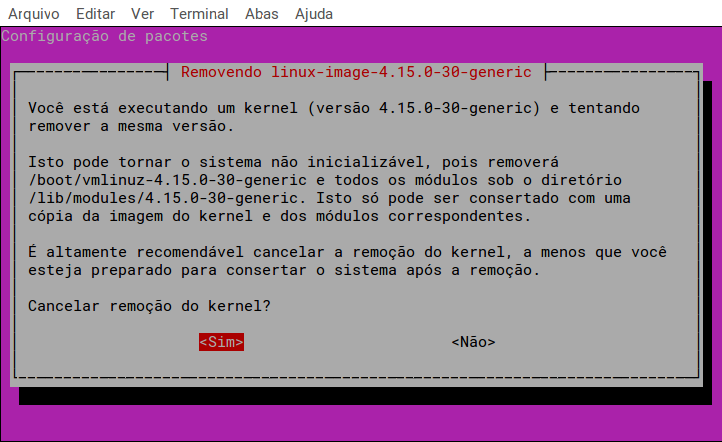 Arquivo Editar Ver Terminal Abas Ajuda
Configuração de pacotes
Removendo linux-image-4.15.0-30-generic
Você está executando um kernel (versão 4.15.0-30-generic) e tentando
remover a mesma versão.
Isto pode tornar o sistema não inicializável, pois removerá
/boot/vmlinuz-4.15.0-30-generic e todos os módulos sob o diretório
/lib/modules/4.15.0-30-generic. Isto só pode ser consertado com uma
cópia da imagem do kernel e dos módulos correspondentes.
É altamente recomendável cancelar a remoção do kernel, a menos que você
esteja preparado para consertar o sistema após a remoção.
Cancelar remoção do kernel?
<Sim> <Não>